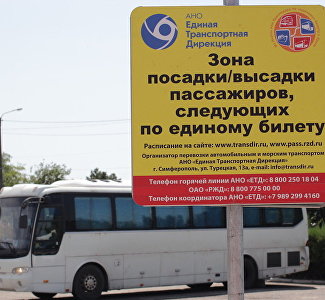 АНО
Единая
Транспортная
Дирекция
Зона
посадки/высадки
пассажиров,
следующих
по единому билету
Расписание на сайте: www.transdir.ru, www.pass.rzd.ru
Организатор перевозки автомобильным и морским транспортом
АНО «Единая Транспортная Дирекция»
г. Симферополь, ул. Турецкая, 13а, e-mail: info@transdir.ru
Телефон горячей линии АНО «ЕТД»: 8 800 250 18 04
ОАО «РЖД»: 8 800 775 00 00
Телефон координатора АНО «ЕТД»: +7 989 299 4160